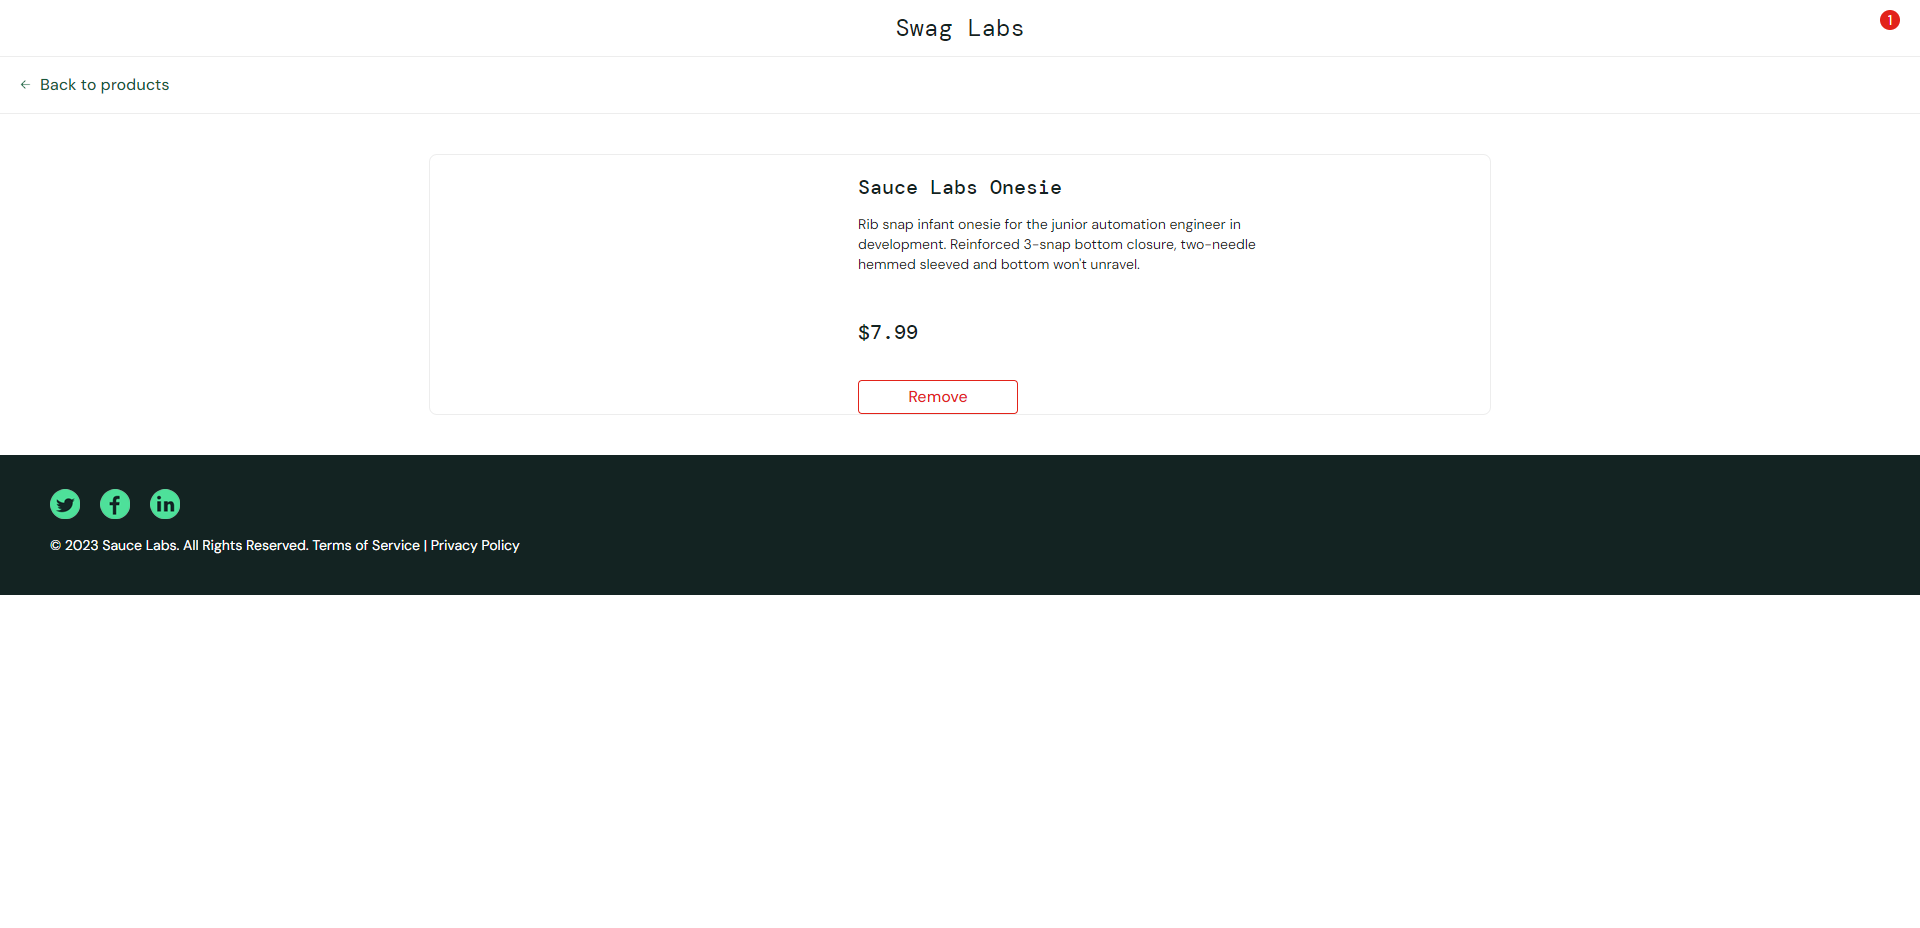 Swag Labs
1
Back to products
Sauce Labs Onesie
Rib snap infant onesie for the junior automation engineer in
development. Reinforced 3-snap bottom closure, two-needle
hemmed sleeved and bottom won't unravel.
$7.99
Remove
© 2023 Sauce Labs. All Rights Reserved. Terms of Service | Privacy Policy